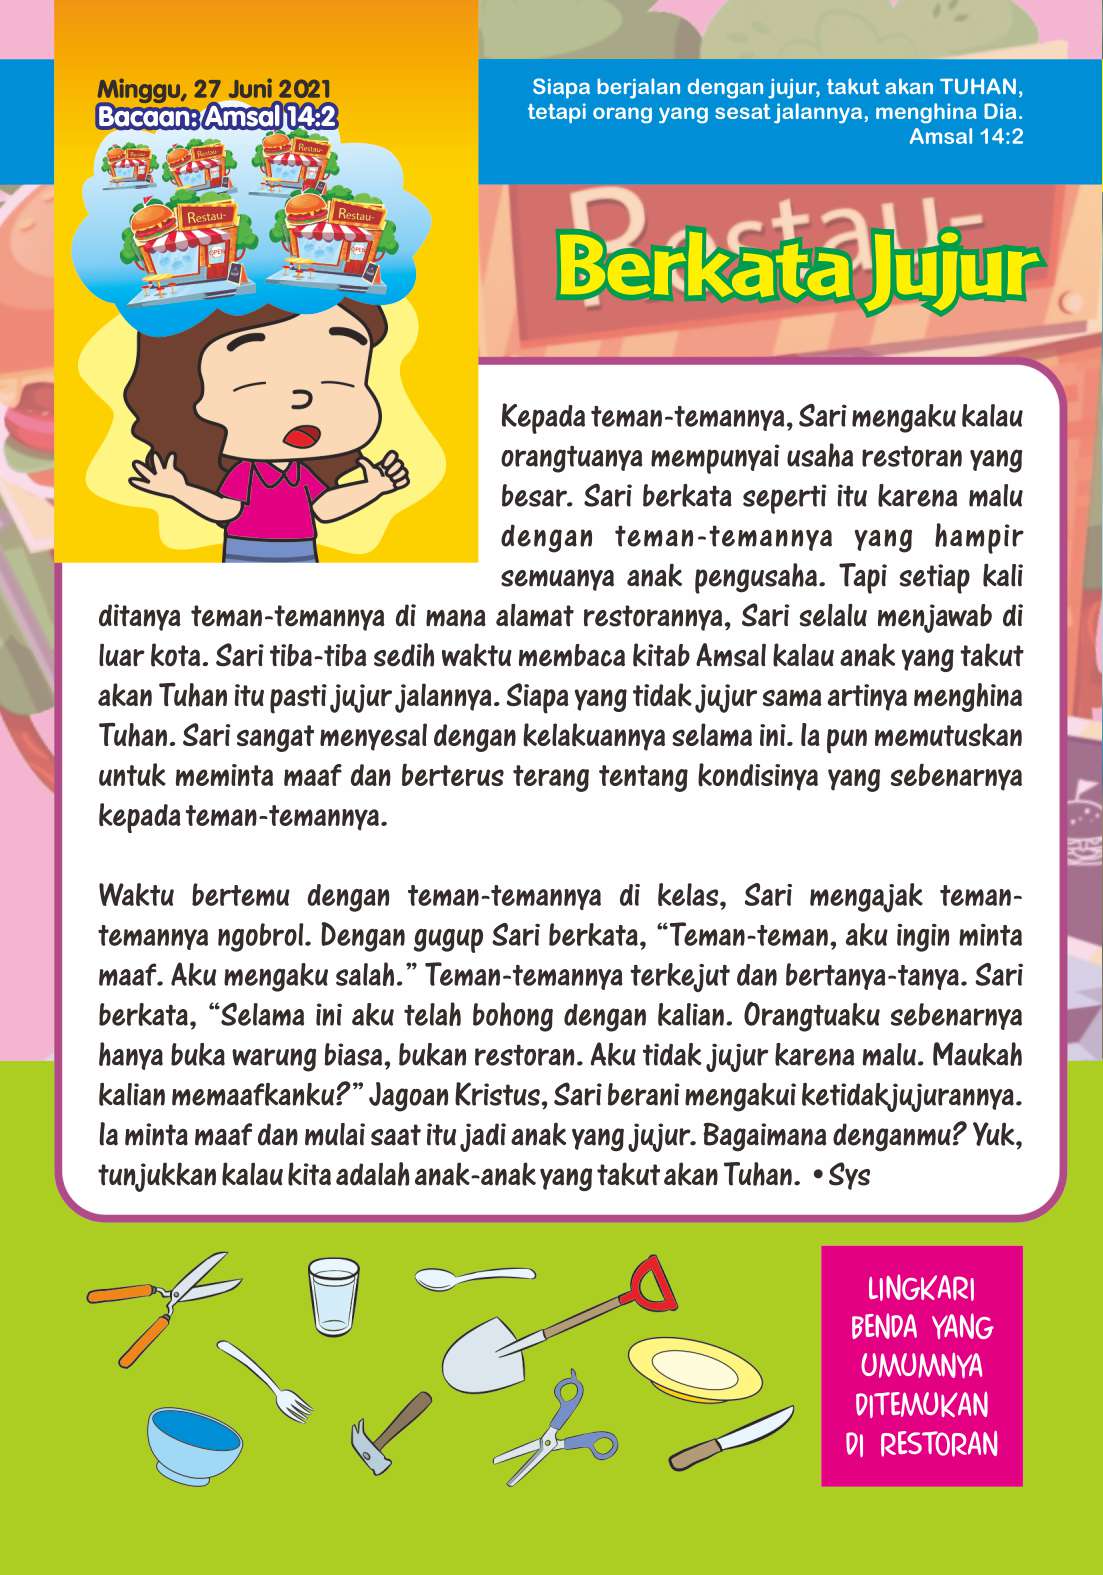 Minggu, 27 Juni 2021
Bacaan: Amsal 14:2
Siapa berjalan dengan jujur, takut akan TUHAN,
tetapi orang yang sesat jalannya, menghina Dia.
Amsal 14:2
Restau-
Restau-
Restau-
Restau-
OPEN
Restau-
OPEN
Restau-
Berkata Jujur
Kepada teman-temannya, Sari mengaku kalau
orangtuanya mempunyai usaha restoran yang
besar. Sari berkata seperti itu karena malu
dengan teman-temannya yang hampir
semuanya anak pengusaha. Tapi setiap kali
ditanya teman-temannya di mana alamat restorannya, Sari selalu menjawab di
luar kota. Sari tiba-tiba sedih waktu membaca kitab Amsal kalau anak yang takut
akan Tuhan itu pasti jujur jalannya. Siapa yang tidak jujur sama artinya menghina
Tuhan. Sari sangat menyesal dengan kelakuannya selama ini. Ia pun memutuskan
untuk meminta maaf dan berterus terang tentang kondisinya yang sebenarnya
kepada teman-temannya.
Waktu bertemu dengan teman-temannya di kelas, Sari mengajak teman-
temannya ngobrol. Dengan gugup Sari berkata, “Teman-teman, aku ingin minta
maaf. Aku mengaku salah.” Teman-temannya terkejut dan bertanya-tanya. Sari
berkata, “Selama ini aku telah bohong dengan kalian. Orangtuaku sebenarnya
hanya buka warung biasa, bukan restoran. Aku tidak jujur karena malu. Maukah
kalian memaafkanku?” Jagoan Kristus, Sari berani mengakui ketidakjujurannya.
Ia minta maaf dan mulai saat itu jadi anak yang jujur. Bagaimana denganmu? Yuk,
tunjukkan kalau kita adalah anak-anak yang takut akan Tuhan. • Sys
LINGKARI
BENDA YANG
UMUMNYA
DITEMUKAN
DI RESTORAN